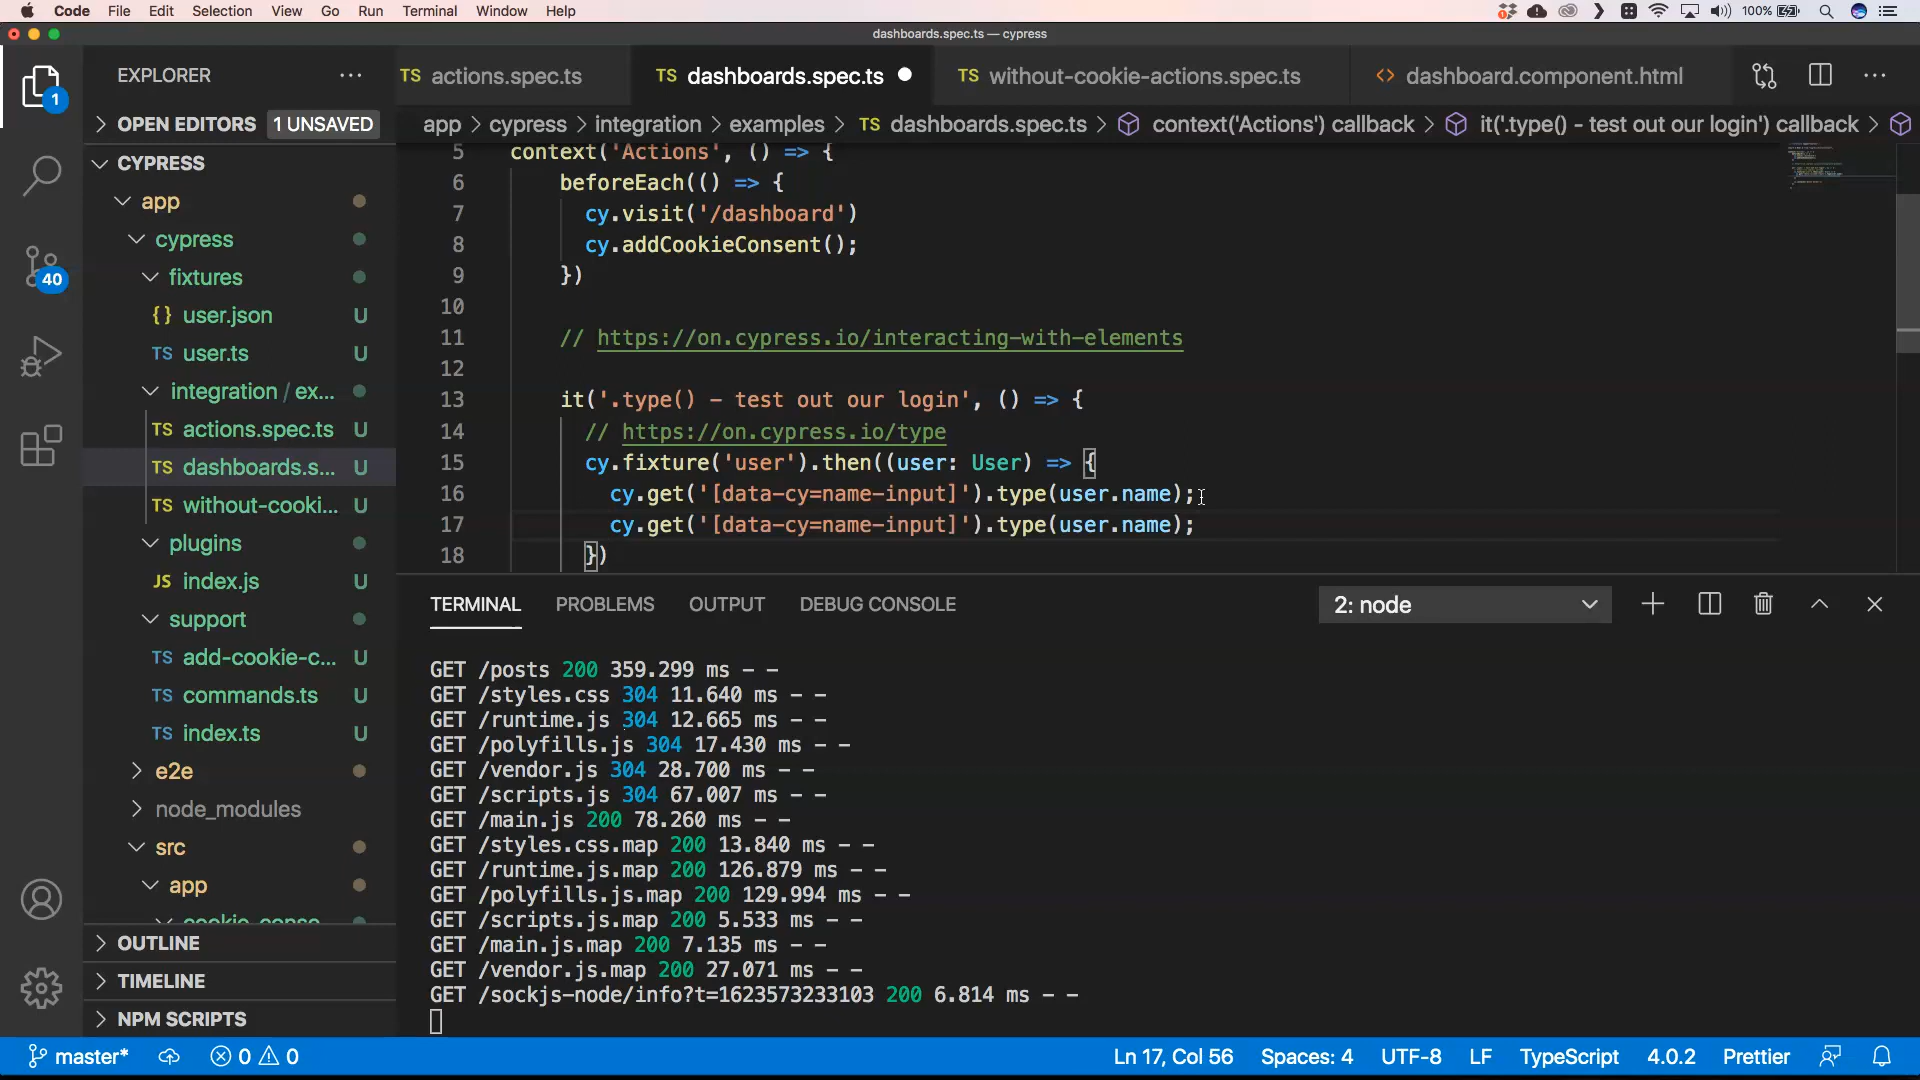 Code File Edit Selection View Go Run Terminal Window Help 100%
dashboards.spec.ts — cypress
EXPLORER
TS actions.spec.ts
TS dashboards.spec.ts
TS without-cookie-actions.spec.ts
<> dashboard.component.html
OPEN EDITORS 1 UNSAVED
app > cypress > integration > examples > TS dashboards.spec.ts > context('Actions') callback > it('.type() - test out our login') callback >
CYPRESS
app
cypress
fixtures
{ } user.json U
TS user.ts U
integration / ex...
TS actions.spec.ts U
TS dashboards.s... U
TS without-cooki... U
plugins
JS index.js U
support
TS add-cookie-c... U
TS commands.ts U
TS index.ts U
e2e
node_modules
src
app
OUTLINE
TIMELINE
NPM SCRIPTS
1
40
5 context('Actions', () => {
6 beforeEach(() => {
7 cy.visit('/dashboard')
8 cy.addCookieConsent();
9 })
10
11 // https://on.cypress.io/interacting-with-elements
12
13 it('.type() - test out our login', () => {
14 // https://on.cypress.io/type
15 cy.fixture('user').then((user: User) => {
16 cy.get('[data-cy=name-input]').type(user.name);
17 cy.get('[data-cy=name-input]').type(user.name);
18 })
TERMINAL PROBLEMS OUTPUT DEBUG CONSOLE 2: node
GET /posts 200 359.299 ms - -
GET /styles.css 304 11.640 ms - -
GET /runtime.js 304 12.665 ms - -
GET /polyfills.js 304 17.430 ms - -
GET /vendor.js 304 28.700 ms - -
GET /scripts.js 304 67.007 ms - -
GET /main.js 200 78.260 ms - -
GET /styles.css.map 200 13.840 ms - -
GET /runtime.js.map 200 126.879 ms - -
GET /polyfills.js.map 200 129.994 ms - -
GET /scripts.js.map 200 5.533 ms - -
GET /main.js.map 200 7.135 ms - -
GET /vendor.js.map 200 27.071 ms - -
GET /sockjs-node/info?t=1623573233103 200 6.814 ms - -
master* 0 0 Ln 17, Col 56 Spaces: 4 UTF-8 LF TypeScript 4.0.2 Prettier